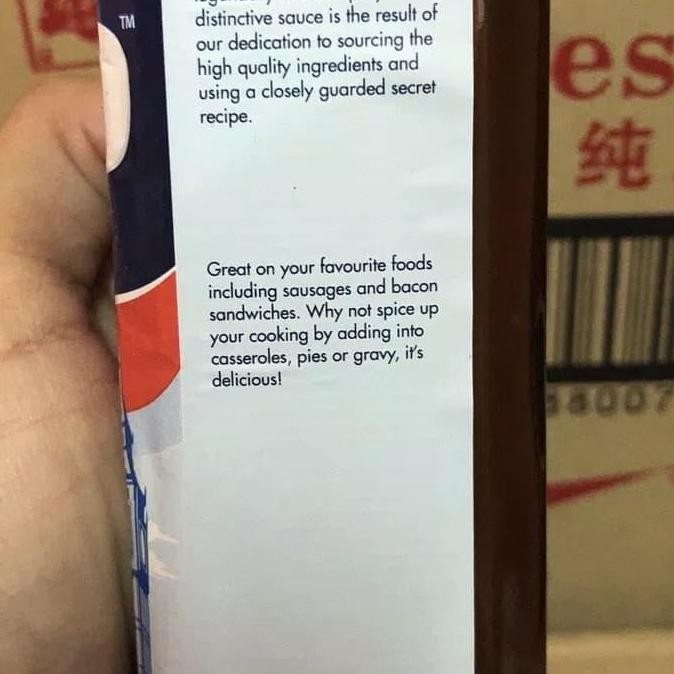 TM
distinctive sauce is the result of
our dedication to sourcing the
high quality ingredients and
using a closely guarded secret
recipe.
Great on your favourite foods
including sausages and bacon
sandwiches. Why not spice up
your cooking by adding into
casseroles, pies or gravy, it's
delicious!
es
纯